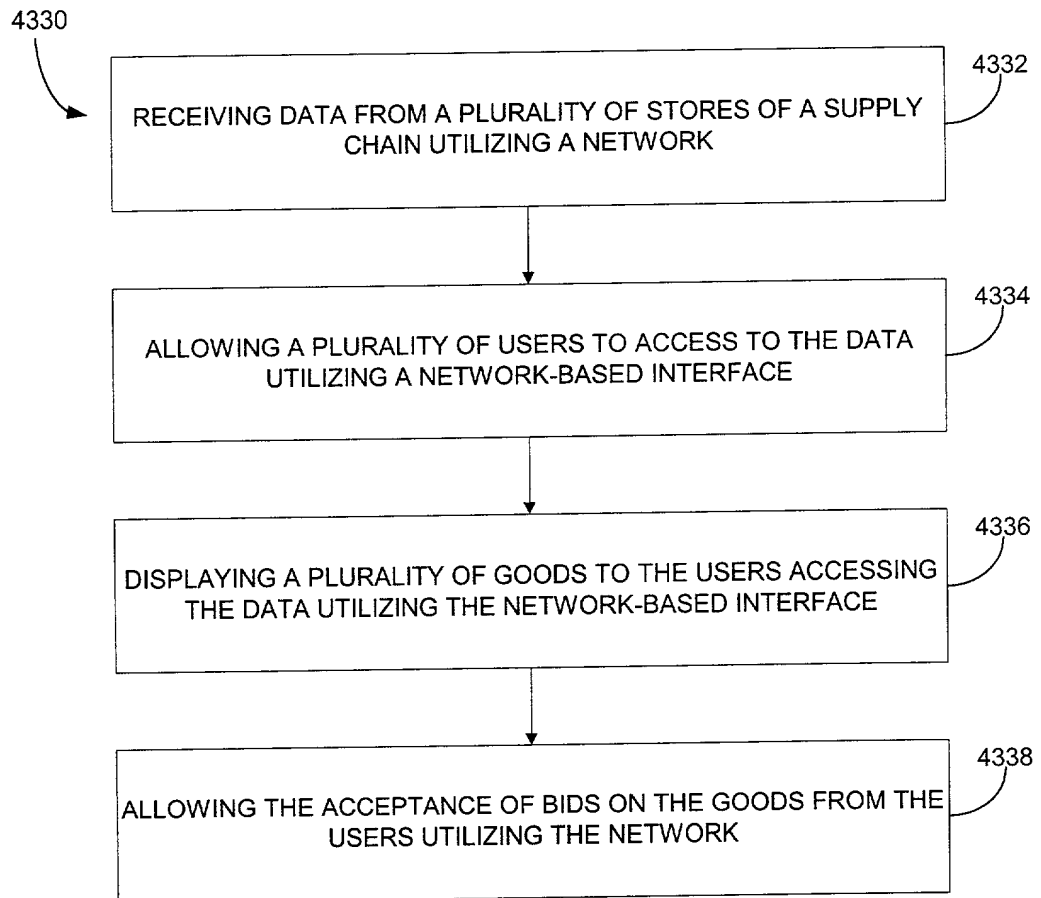 4330
4332
RECEIVING DATA FROM A PLURALITY OF STORES OF A SUPPLY
CHAIN UTILIZING A NETWORK
4334
ALLOWING A PLURALITY OF USERS TO ACCESS TO THE DATA
UTILIZING A NETWORK-BASED INTERFACE
4336
DISPLAYING A PLURALITY OF GOODS TO THE USERS ACCESSING
THE DATA UTILIZING THE NETWORK-BASED INTERFACE
4338
ALLOWING THE ACCEPTANCE OF BIDS ON THE GOODS FROM THE
USERS UTILIZING THE NETWORK